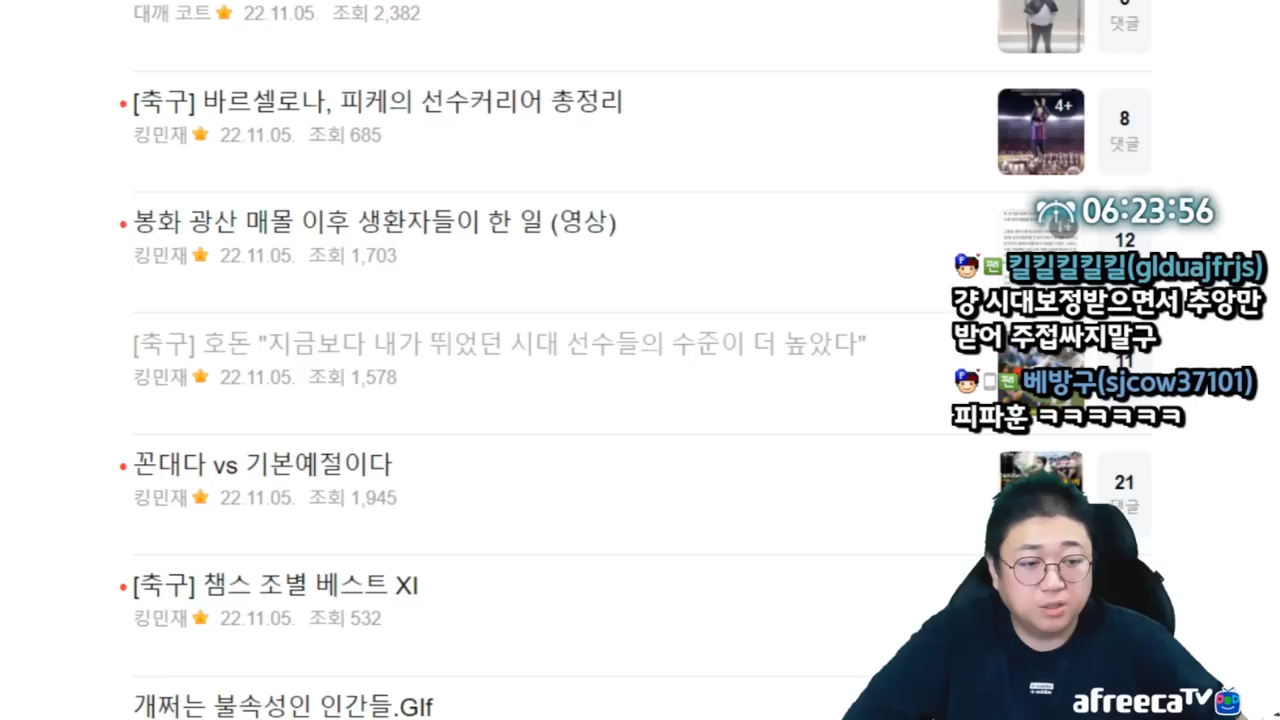 대깨 코트 22.11.05. 조회 2,382
댓글
[축구] 바르셀로나, 피케의 선수커리어 총정리
킹민재 22.11.05. 조회 685
4+
8
댓글
봉화 광산 매몰 이후 생환자들이 한 일 (영상)
킹민재 22.11.05. 조회 1,703
12
06:23:56
킬킬킬킬킬(glduajfrjs)
걍 시대보정받으면서 추앙만
받어 주접싸지말구
[축구] 호돈 "지금보다 내가 뛰었던 시대 선수들의 수준이 더 높았다"
킹민재 22.11.05. 조회 1,578
11
팬 베방구(sjcow37101)
피파훈 ㅋㅋㅋㅋㅋㅋ
꼰대다 vs 기본예절이다
킹민재 22.11.05. 조회 1,945
21
댓글
[축구] 챔스 조별 베스트 XI
킹민재 22.11.05. 조회 532
개쩌는 불속성인 인간들.GIf
afreecaTV